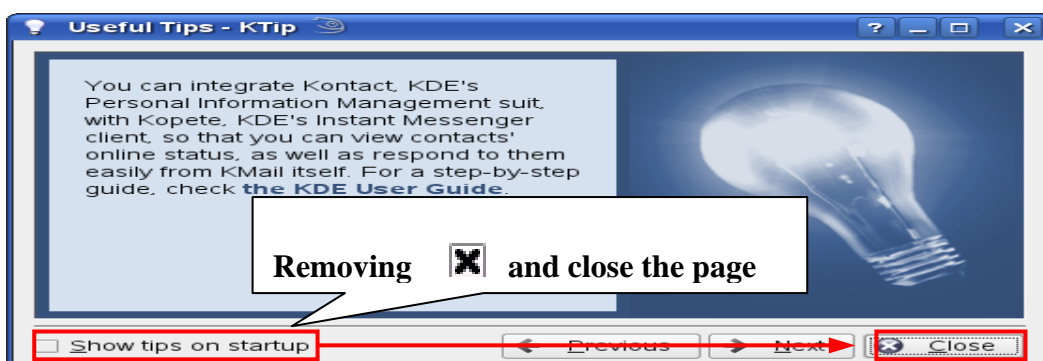 Useful Tips - KTip
You can integrate Kontact, KDE's
Personal Information Management suit,
with Kopete, KDE's Instant Messenger
client, so that you can view contacts'
online status, as well as respond to them
easily from KMail itself. For a step-by-step
guide, check the KDE User Guide.
Removing and close the page
Show tips on startup
Previous
Next
Close